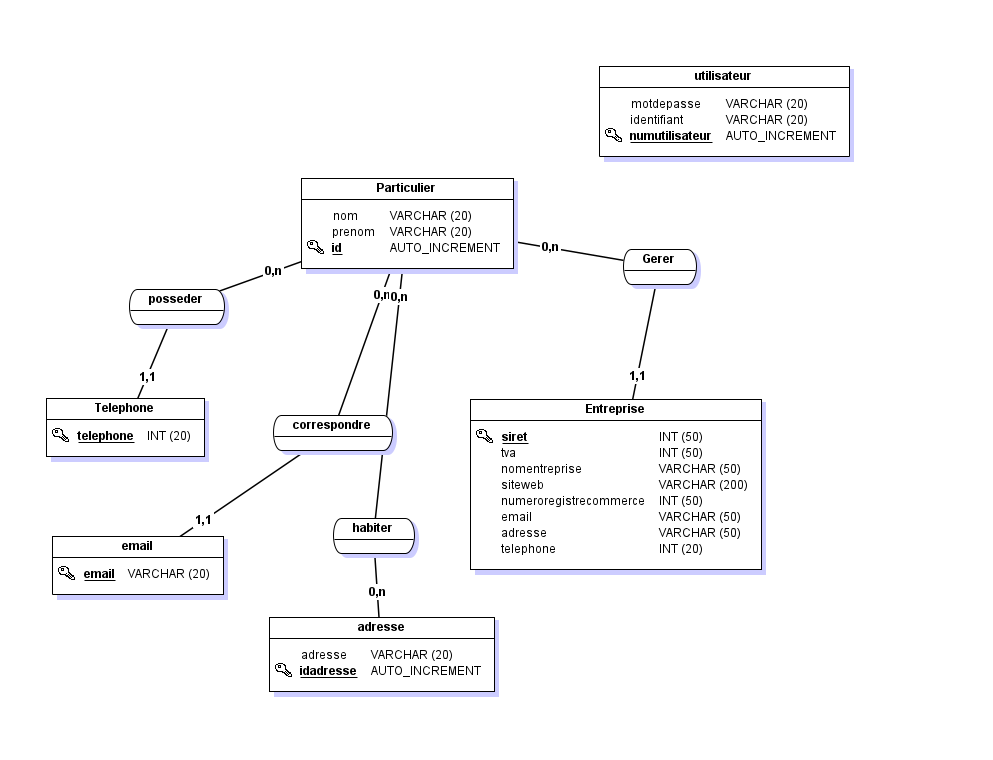 utilisateur
motdepasse VARCHAR (20)
identifiant VARCHAR (20)
numutilisateur AUTO_INCREMENT
Particulier
nom VARCHAR (20)
prenom VARCHAR (20)
id AUTO_INCREMENT
0,n
Gerer
0,n
posseder
0,n
0,n
1,1
1,1
Telephone
telephone INT (20)
correspondre
Entreprise
siret INT (50)
tva INT (50)
nomentreprise VARCHAR (50)
siteweb VARCHAR (200)
numeroregistrecommerce INT (50)
email VARCHAR (50)
adresse VARCHAR (50)
telephone INT (20)
1,1
habiter
email
email VARCHAR (20)
0,n
adresse
adresse VARCHAR (20)
idadresse AUTO_INCREMENT